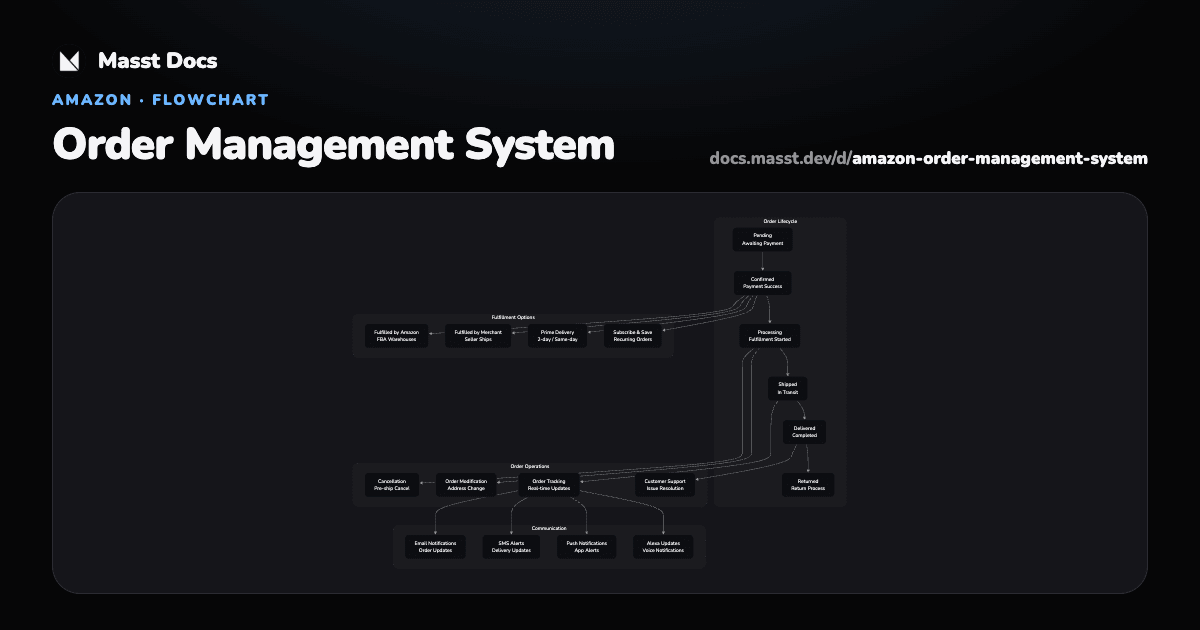 Masst Docs
AMAZON · FLOWCHART
Order Management System
docs.masst.dev/d/amazon-order-management-system
Order Lifecycle
Pending
Awaiting Payment
Confirmed
Payment Success
Fulfillment Options
Fulfilled by Amazon
FBA Warehouses
Fulfilled by Merchant
Seller Ships
Prime Delivery
2-day / Same-day
Subscribe & Save
Recurring Orders
Processing
Fulfillment Started
Shipped
In Transit
Delivered
Completed
Order Operations
Cancellation
Pre-ship Cancel
Order Modification
Address Change
Order Tracking
Real-time Updates
Customer Support
Issue Resolution
Returned
Return Process
Communication
Email Notifications
Order Updates
SMS Alerts
Delivery Updates
Push Notifications
App Alerts
Alexa Updates
Voice Notifications